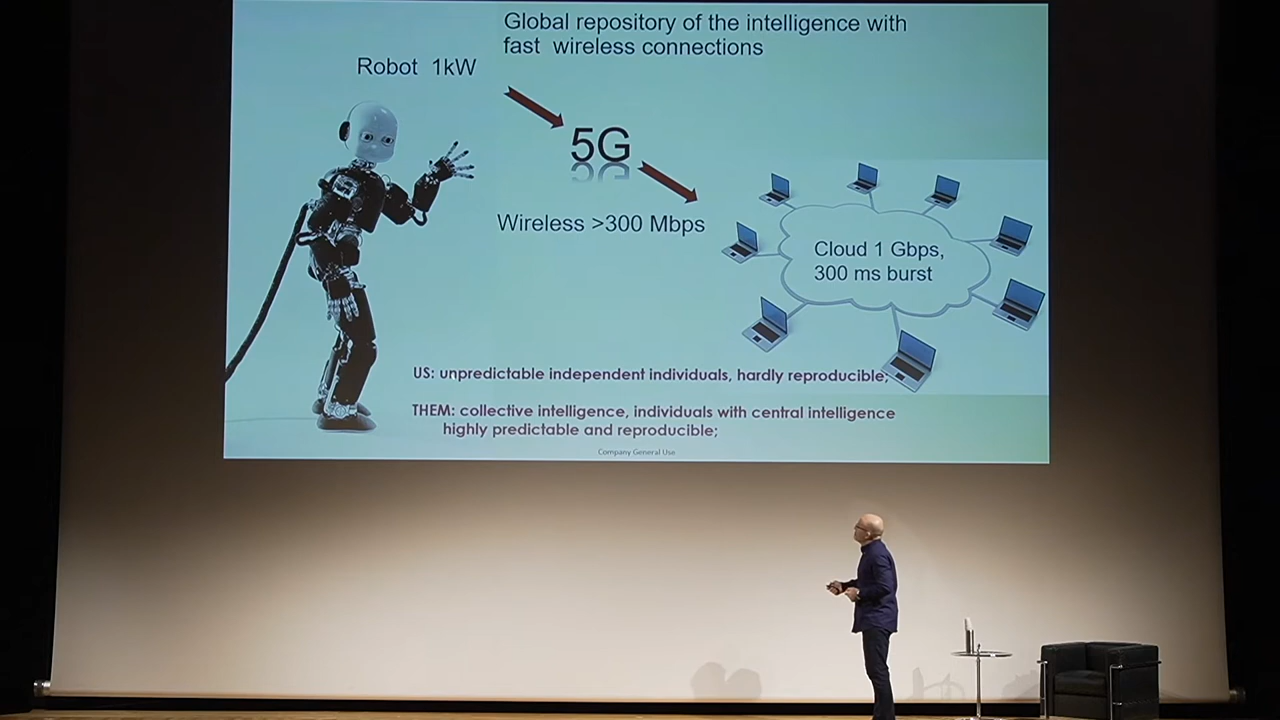 Global repository of the intelligence with
fast wireless connections
Robot 1kW
5G
Wireless >300 Mbps
Cloud 1 Gbps,
300 ms burst
US: unpredictable independent individuals, hardly reproducible;
THEM: collective intelligence, individuals with central intelligence
highly predictable and reproducible;
Company General Use